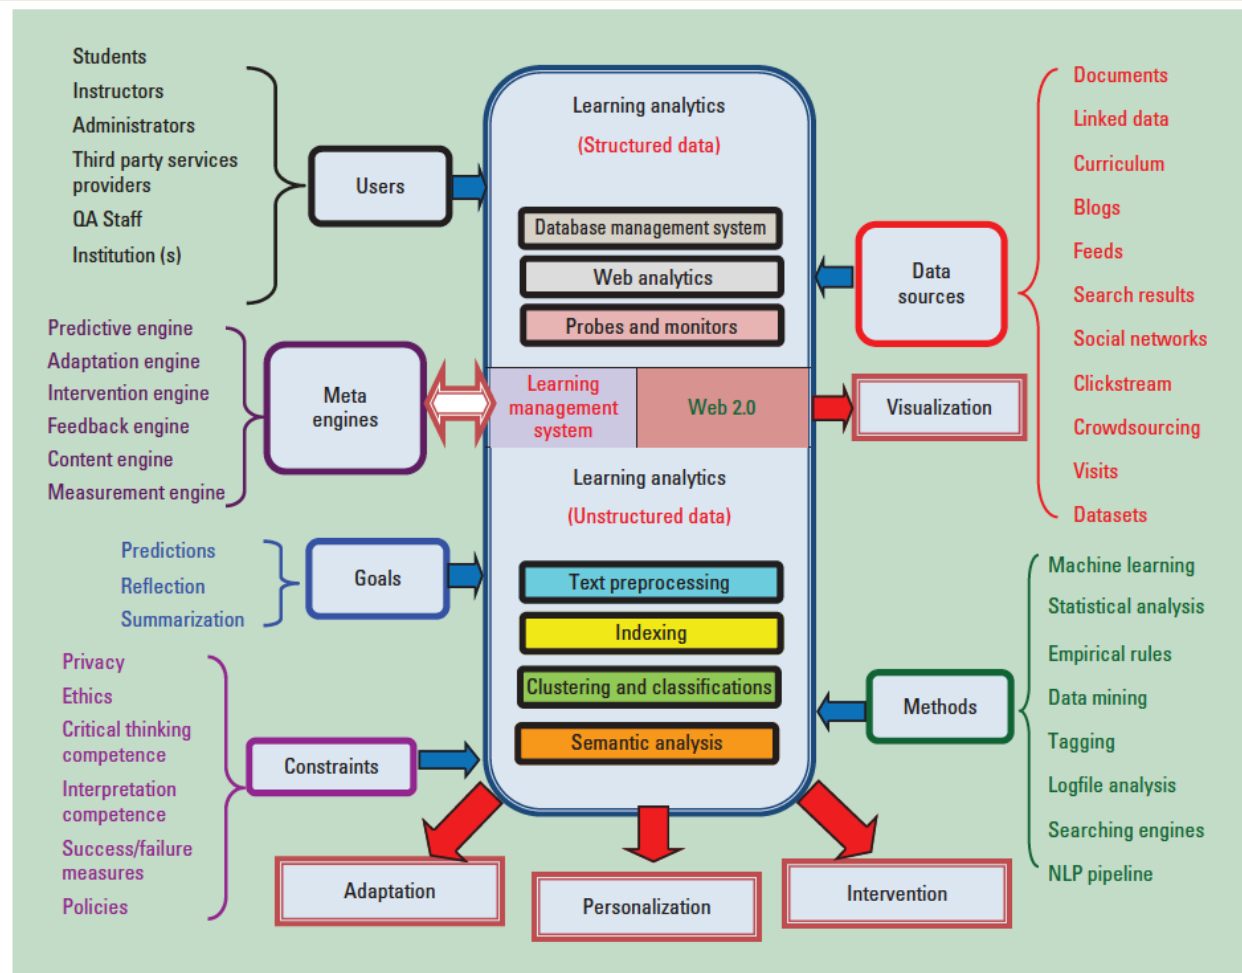 Students
Instructors
Administrators
Third party services
providers
QA Staff
Institution (s)
Users
Predictive engine
Adaptation engine
Intervention engine
Feedback engine
Content engine
Measurement engine
Meta
engines
Predictions
Reflection
Summarization
Goals
Privacy
Ethics
Critical thinking
competence
Interpretation
competence
Success/failure
measures
Policies
Constraints
Learning analytics
(Structured data)
Database management system
Web analytics
Probes and monitors
Learning
management
system
Web 2.0
Learning analytics
(Unstructured data)
Text preprocessing
Indexing
Clustering and classifications
Semantic analysis
Data
sources
Documents
Linked data
Curriculum
Blogs
Feeds
Search results
Social networks
Clickstream
Crowdsourcing
Visits
Datasets
Visualization
Methods
Machine learning
Statistical analysis
Empirical rules
Data mining
Tagging
Logfile analysis
Searching engines
NLP pipeline
Adaptation
Personalization
Intervention